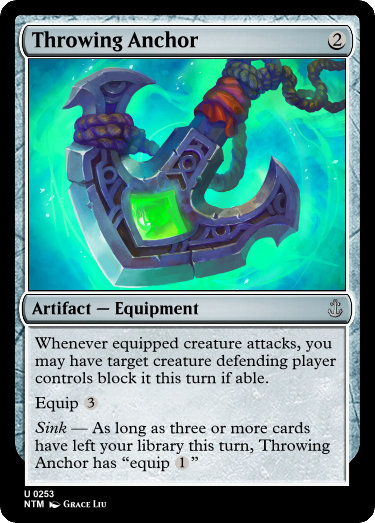 Throwing Anchor 2
Artifact — Equipment
Whenever equipped creature attacks, you
may have target creature defending player
controls block it this turn if able.
Equip 3
Sink — As long as three or more cards
have left your library this turn, Throwing
Anchor has “equip 1 ”
U 0253
NTM Grace Liu